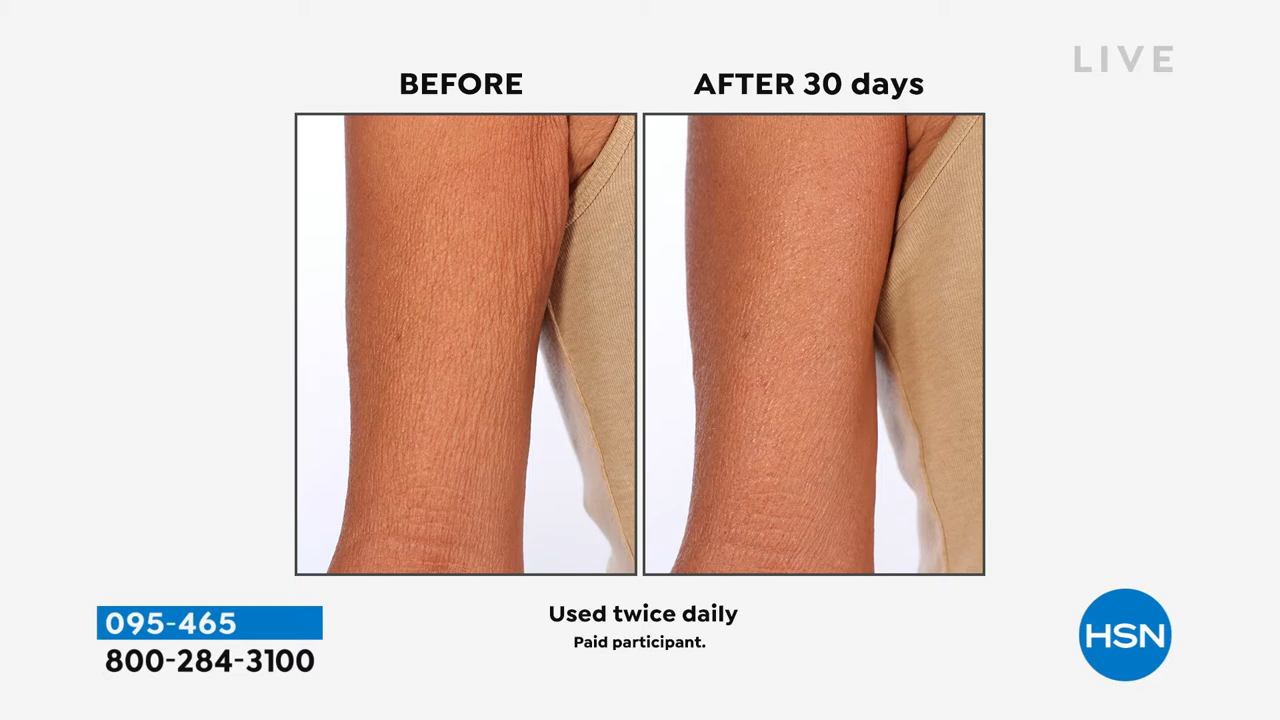 LIVE
BEFORE
AFTER 30 days
Used twice daily
Paid participant.
095-465
800-284-3100
HSN